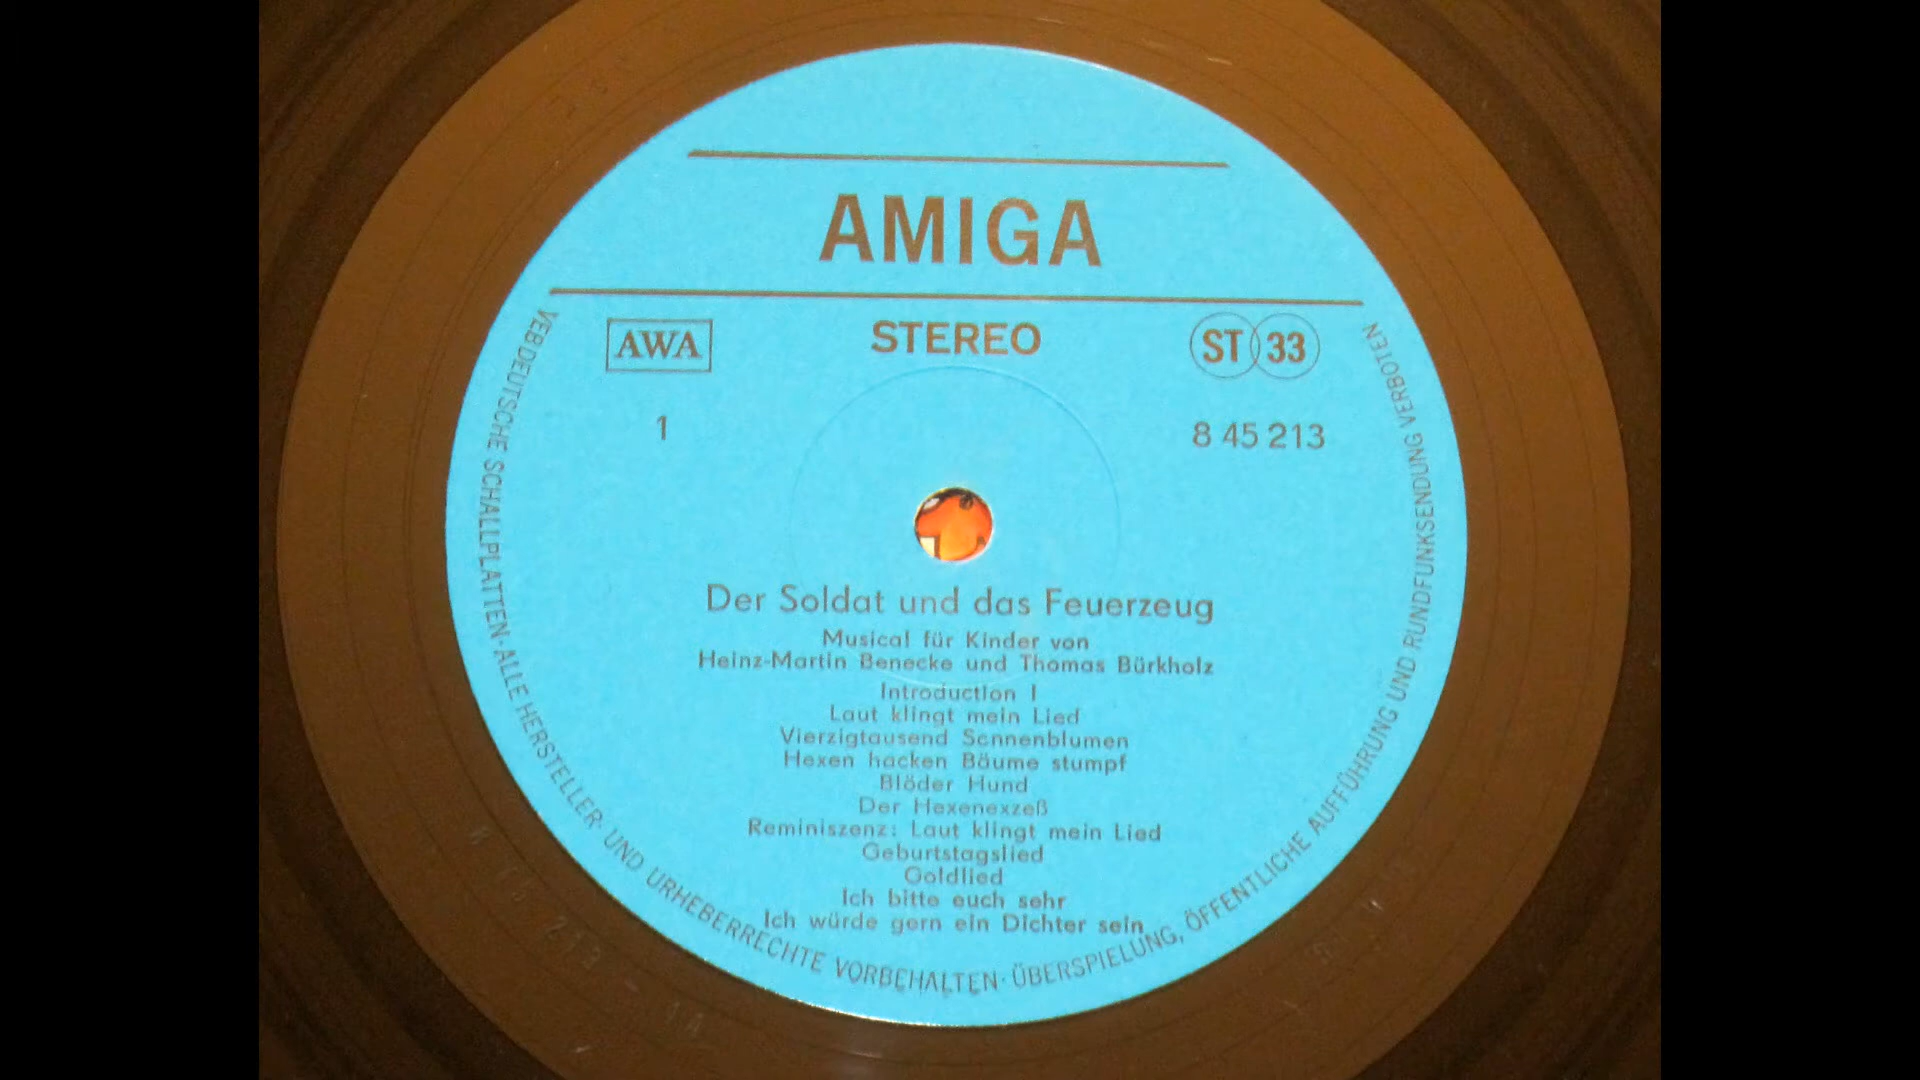 AMIGA
AWA
STEREO
ST 33
1
8 45 213
Der Soldat und das Feuerzeug
Musical für Kinder von
Heinz-Martin Benecke und Thomas Bürkholz
Introduction I
Laut klingt mein Lied
Vierzigtausend Sonnenblumen
Hexen hacken Bäume stumpf
Blöder Hund
Der Hexenexzeß
Reminiszenz: Laut klingt mein Lied
Geburtstagslied
Goldlied
Ich bitte euch sehr
Ich würde gern ein Dichter sein
VEB DEUTSCHE SCHALLPLATTEN · ALLE HERSTELLER- UND URHEBERRECHTE VORBEHALTEN · ÜBERSPIELUNG, ÖFFENTLICHE AUFFÜHRUNG UND RUNDFUNKSENDUNG VERBOTEN